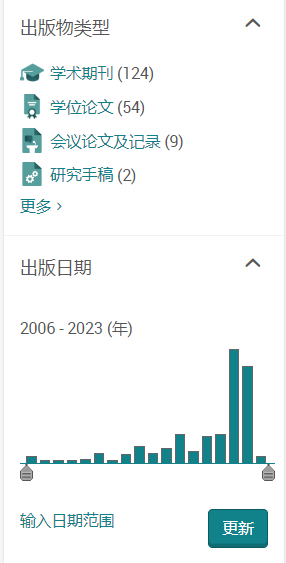 出版物类型
学术期刊 (124)
学位论文 (54)
会议论文及记录 (9)
研究手稿 (2)
更多 ›
出版日期
2006 - 2023 (年)
输入日期范围
更新